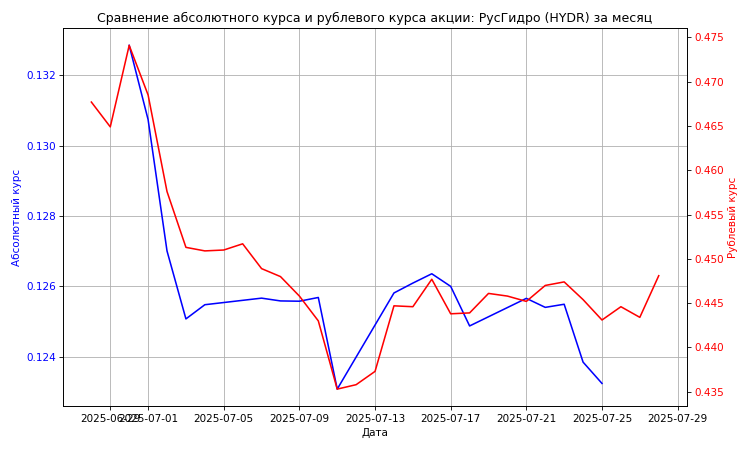 Сравнение абсолютного курса и рублевого курса акции: РусГидро (HYDR) за месяц
0.132
0.130
0.128
0.126
0.124
Абсолютный курс
0.475
0.470
0.465
0.460
0.455
0.450
0.445
0.440
0.435
Рублевый курс
2025-06-29 2025-07-01 2025-07-05 2025-07-09 2025-07-13 2025-07-17 2025-07-21 2025-07-25 2025-07-29
Дата